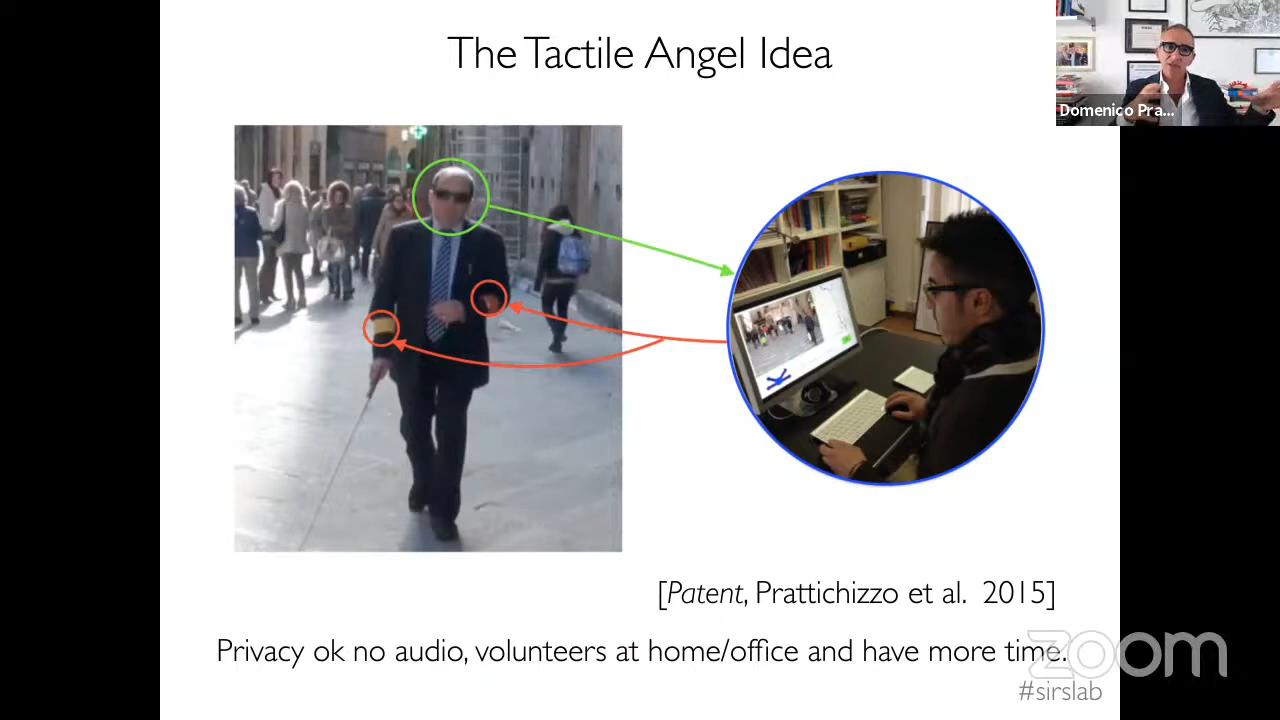 The Tactile Angel Idea
Domenico Pra...
[Patent, Prattichizzo et al. 2015]
Privacy ok no audio, volunteers at home/office and have more time.
zoom
#sirslab